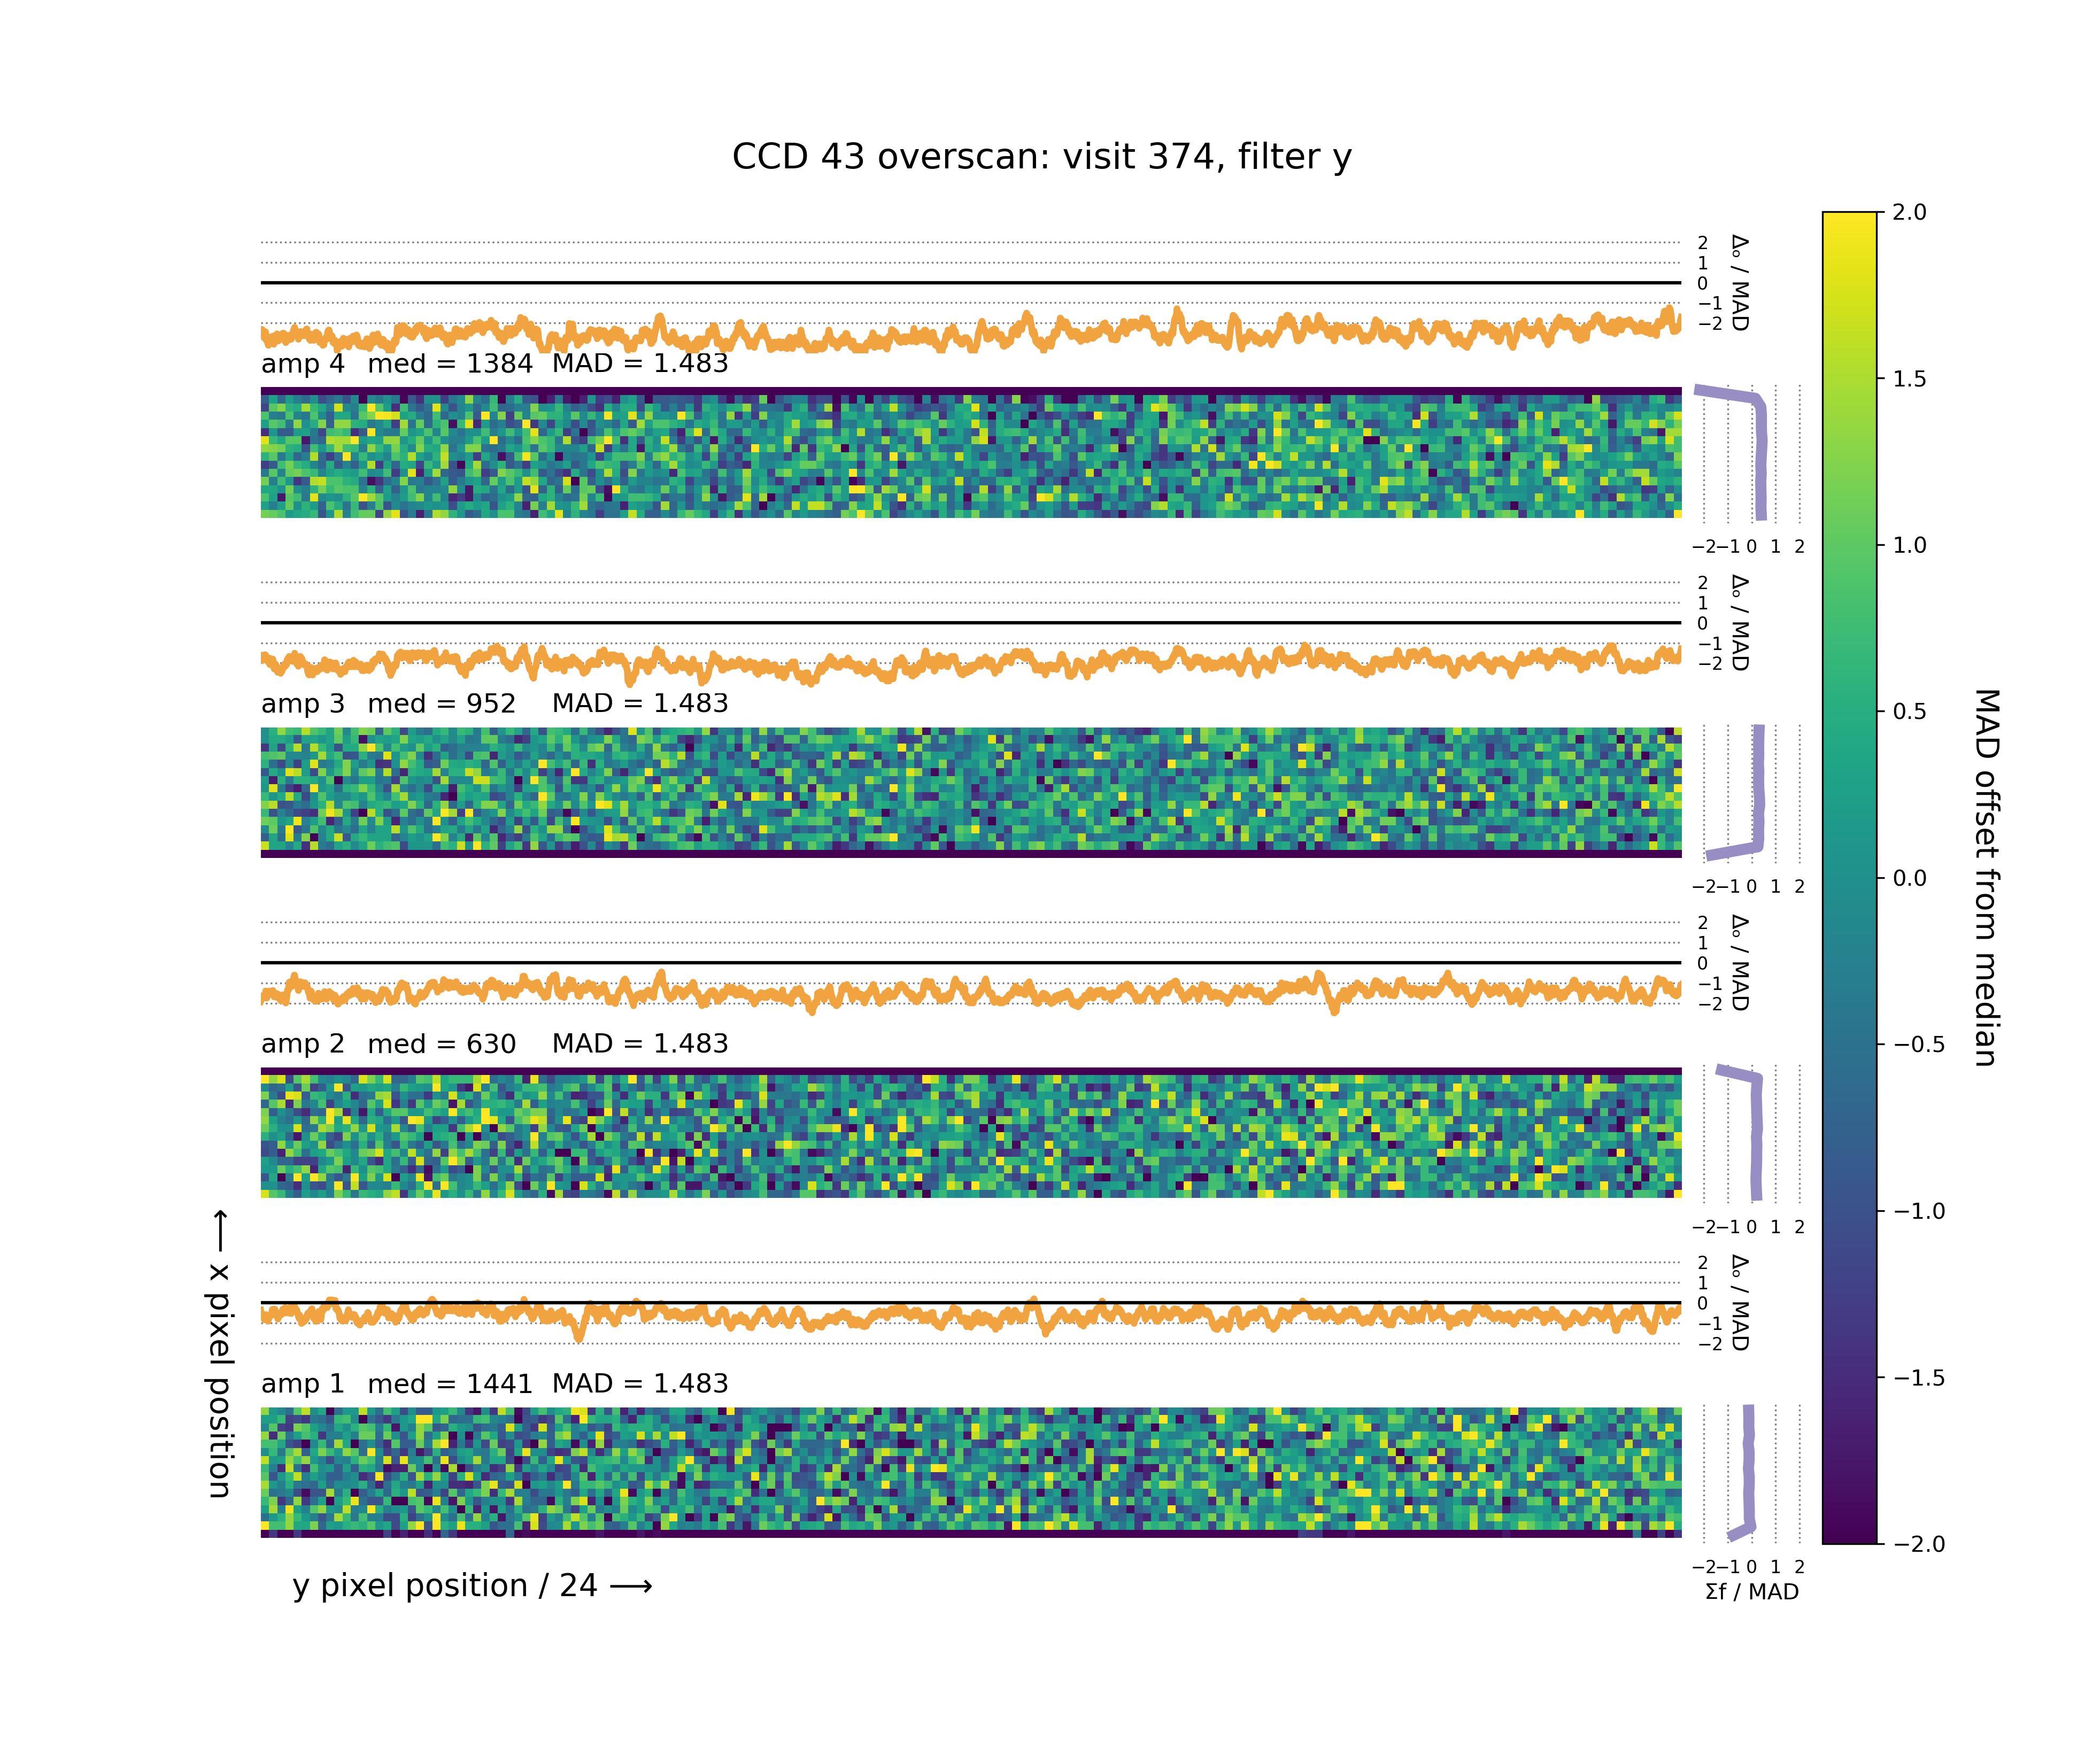 CCD 43 overscan: visit 374, filter y
2
1
0
−1
−2
Δₒ / MAD
amp 4 med = 1384 MAD = 1.483
−2 −1 0 1 2
2
1
0
−1
−2
Δₒ / MAD
amp 3 med = 952 MAD = 1.483
−2 −1 0 1 2
2
1
0
−1
−2
Δₒ / MAD
amp 2 med = 630 MAD = 1.483
−2 −1 0 1 2
2
1
0
−1
−2
Δₒ / MAD
amp 1 med = 1441 MAD = 1.483
−2 −1 0 1 2
Σf / MAD
⟵ x pixel position
y pixel position / 24 ⟶
2.0
1.5
1.0
0.5
0.0
−0.5
−1.0
−1.5
−2.0
MAD offset from median